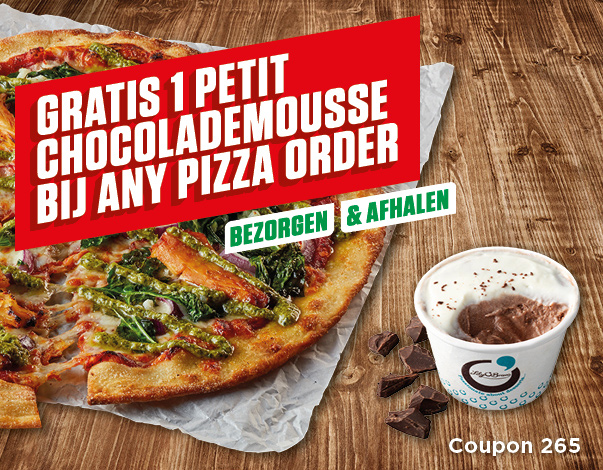 GRATIS 1 PETIT
CHOCOLADEMOUSSE
BIJ ANY PIZZA ORDER
BEZORGEN & AFHALEN
Coupon 265